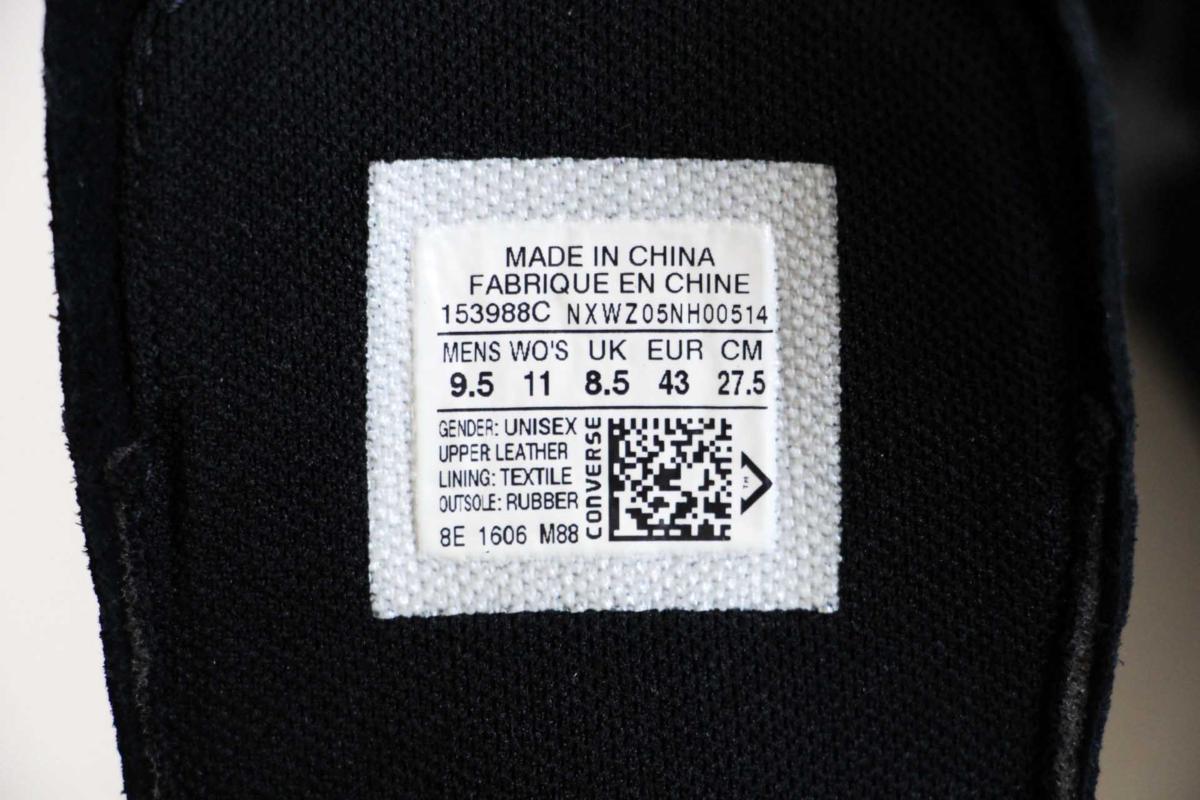 MADE IN CHINA
FABRIQUE EN CHINE
153988C NXWZ05NH00514
MENS WO'S UK EUR CM
9.5 11 8.5 43 27.5
GENDER: UNISEX
UPPER LEATHER
LINING: TEXTILE
OUTSOLE: RUBBER
8E 1606 M88
CONVERSE
TM